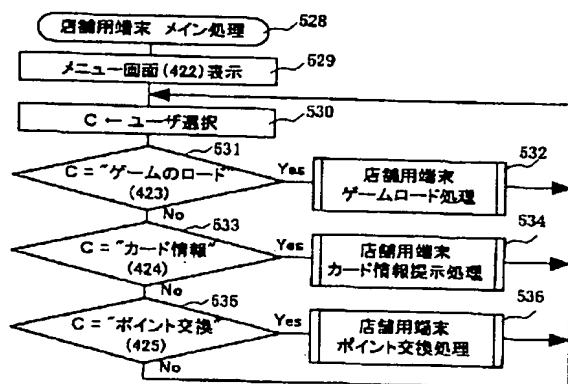 店舗用端末 メイン処理
528
メニュー画面(422)表示
529
C ← ユーザ選択
530
531
C = "ゲームのロード"
(423)
Yes
No
532
店舗用端末
ゲームロード処理
533
C = "カード情報"
(424)
Yes
No
534
店舗用端末
カード情報提示処理
535
C = "ポイント交換"
(425)
Yes
No
536
店舗用端末
ポイント交換処理